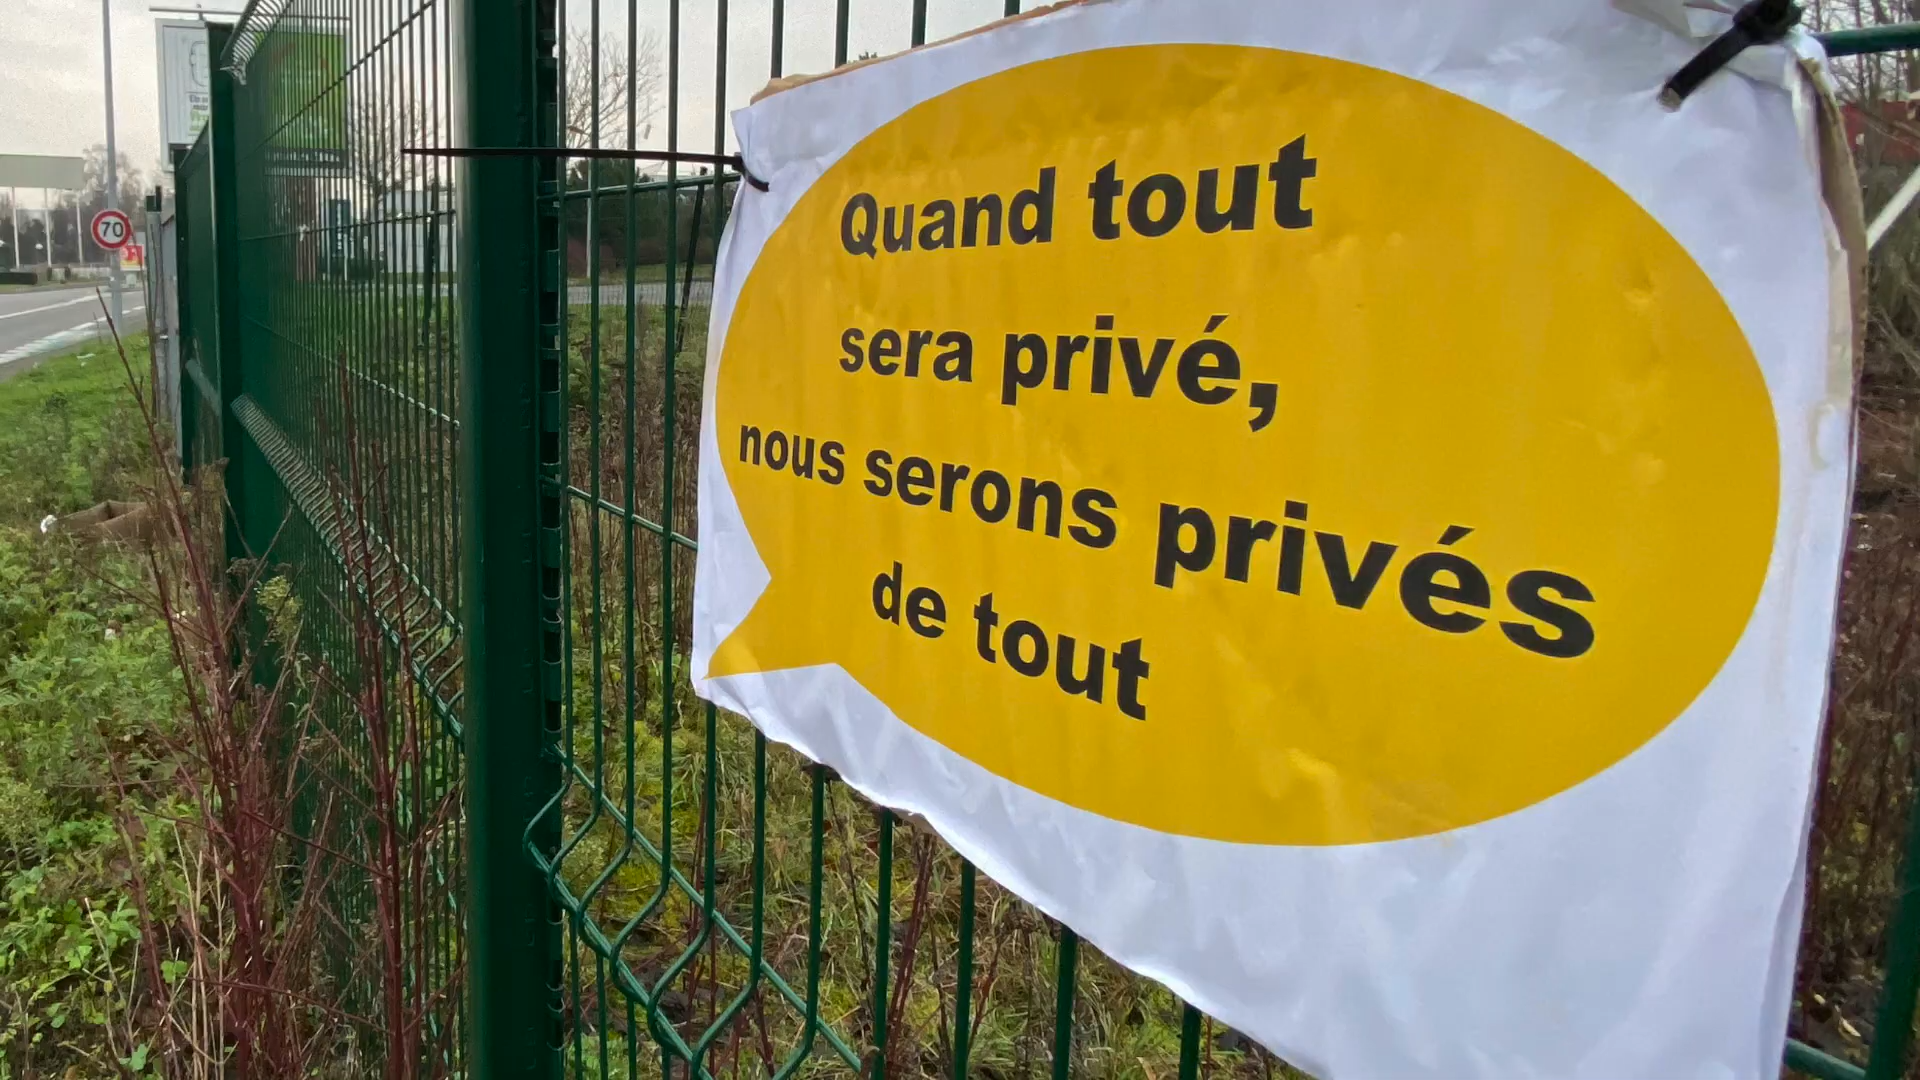 Quand tout
sera privé,
nous serons privés
de tout
70